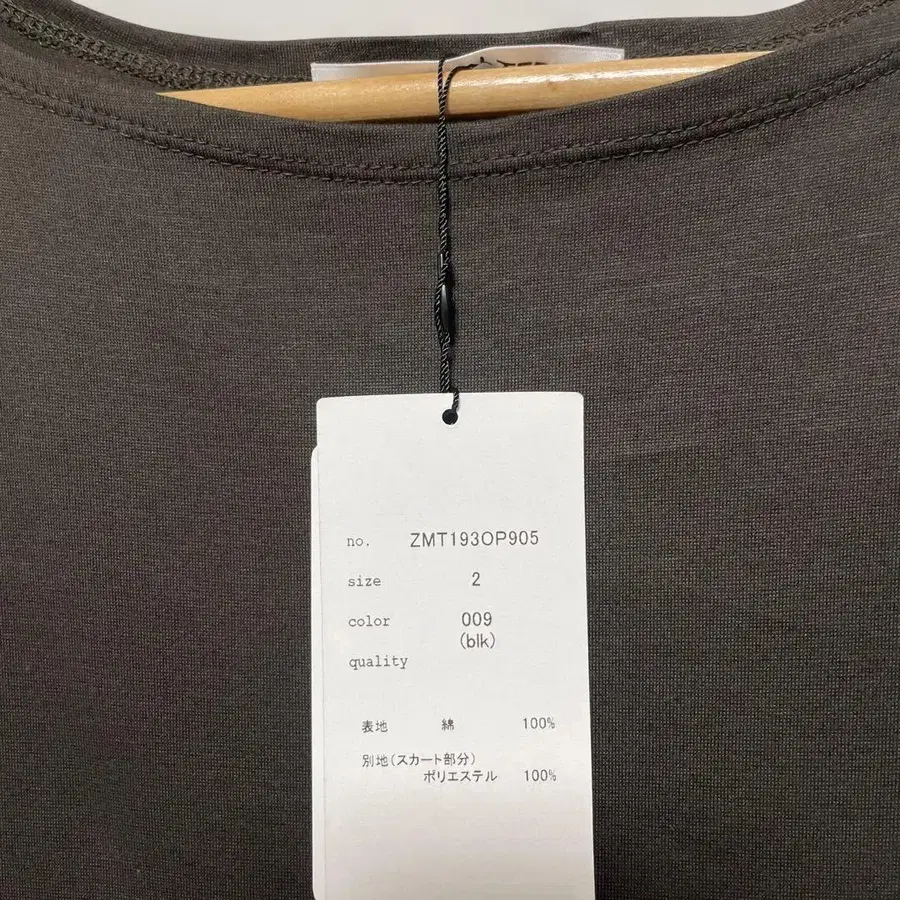 no. ZMT193OP905
size 2
color 009
(blk)
quality
表地 綿 100%
別地(スカート部分)
ポリエステル 100%